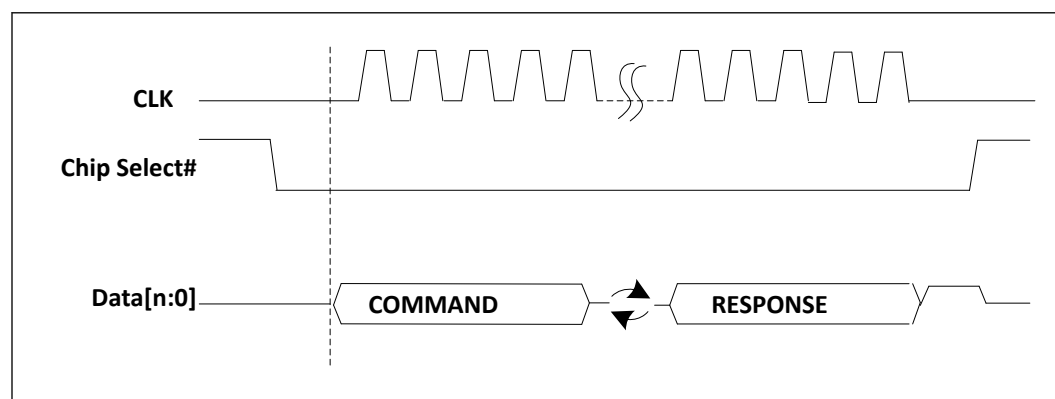 CLK
Chip Select#
Data[n:0]
COMMAND
RESPONSE